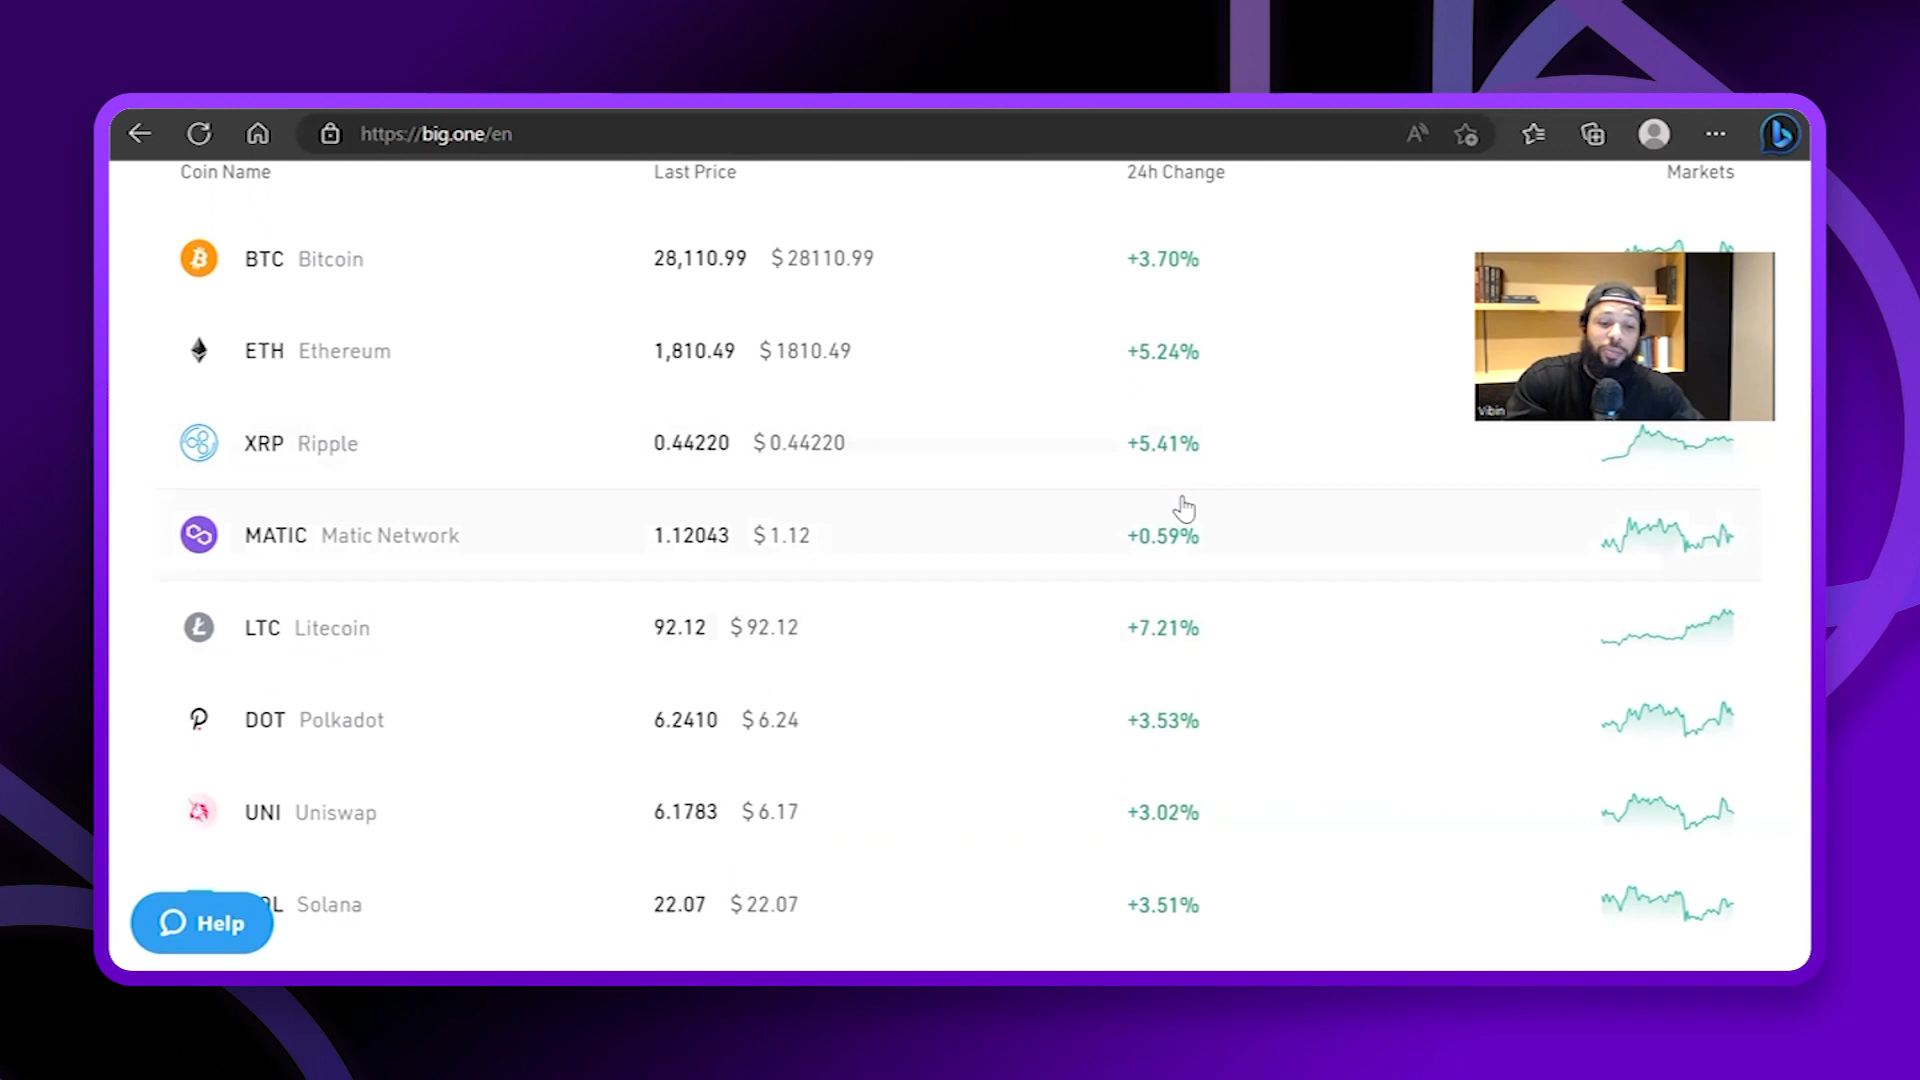 https://big.one/en
Coin Name Last Price 24h Change Markets
BTC Bitcoin 28,110.99 $ 28110.99 +3.70%
ETH Ethereum 1,810.49 $ 1810.49 +5.24%
Vibin
XRP Ripple 0.44220 $ 0.44220 +5.41%
MATIC Matic Network 1.12043 $ 1.12 +0.59%
LTC Litecoin 92.12 $ 92.12 +7.21%
DOT Polkadot 6.2410 $ 6.24 +3.53%
UNI Uniswap 6.1783 $ 6.17 +3.02%
OL Solana 22.07 $ 22.07 +3.51%
Help